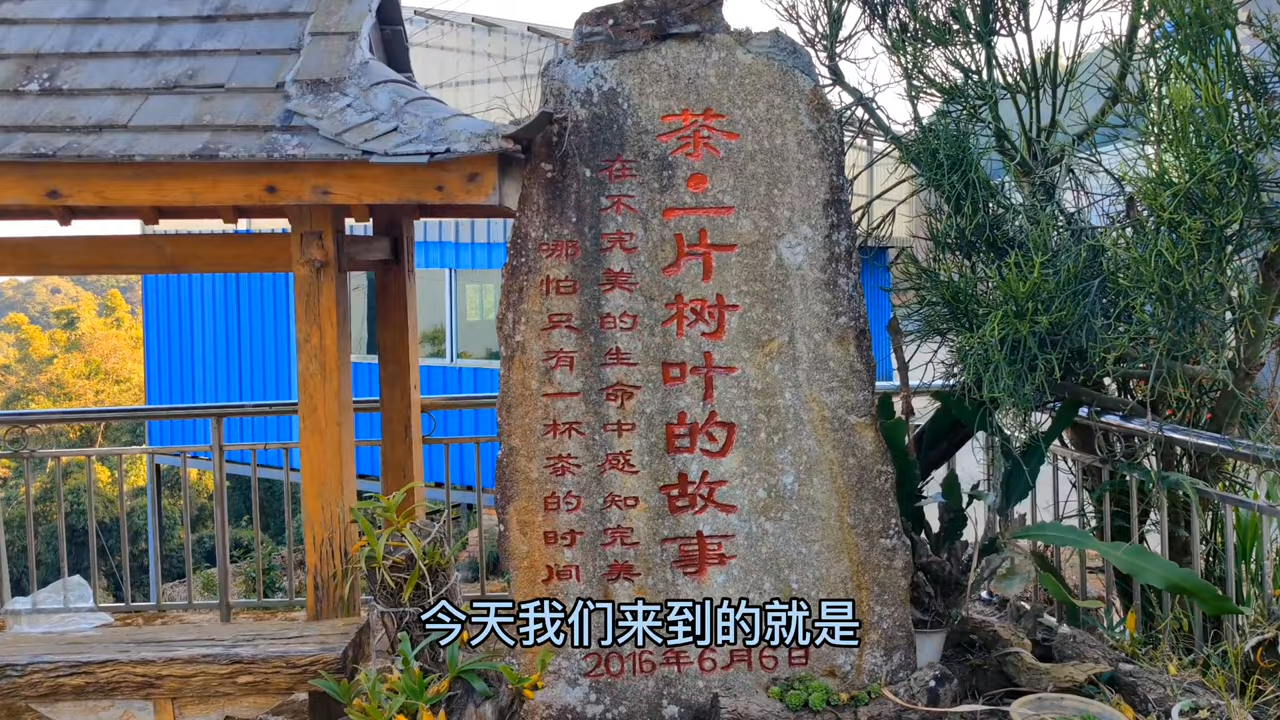 茶·一片树叶的故事
在不完美的生命中感知完美
哪怕只有一杯茶的时间
今天我们来到的就是
2016年6月6日